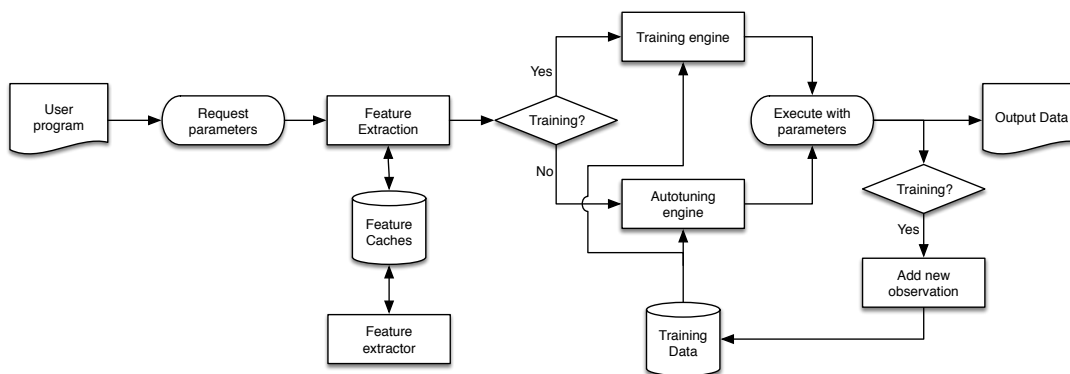 User
program
Request
parameters
Feature
Extraction
Training?
Yes
No
Training engine
Autotuning
engine
Execute with
parameters
Output Data
Training?
Yes
Add new
observation
Training
Data
Feature
Caches
Feature
extractor